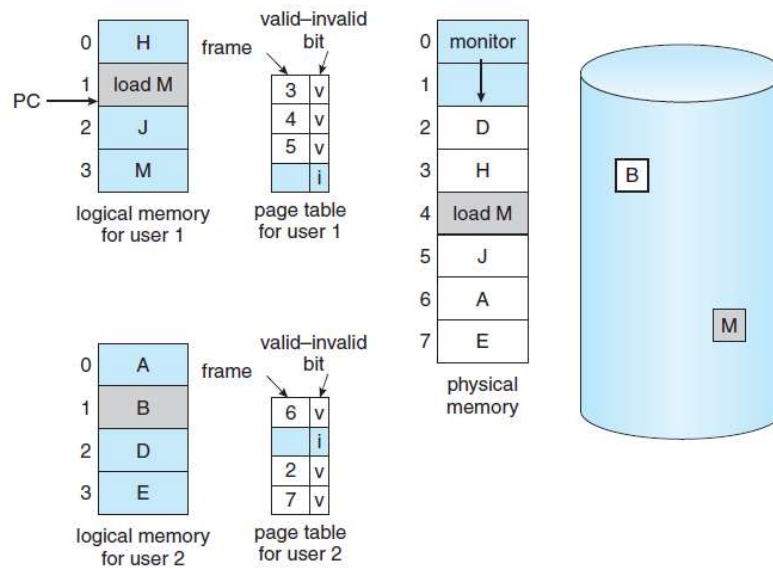 valid–invalid
bit
frame
0 H
1 load M
PC
2 J
3 M
3 v
4 v
5 v
i
logical memory
for user 1
page table
for user 1
0 monitor
1
2 D
3 H
4 load M
5 J
6 A
7 E
physical
memory
B
M
valid–invalid
bit
frame
0 A
1 B
2 D
3 E
6 v
i
2 v
7 v
logical memory
for user 2
page table
for user 2